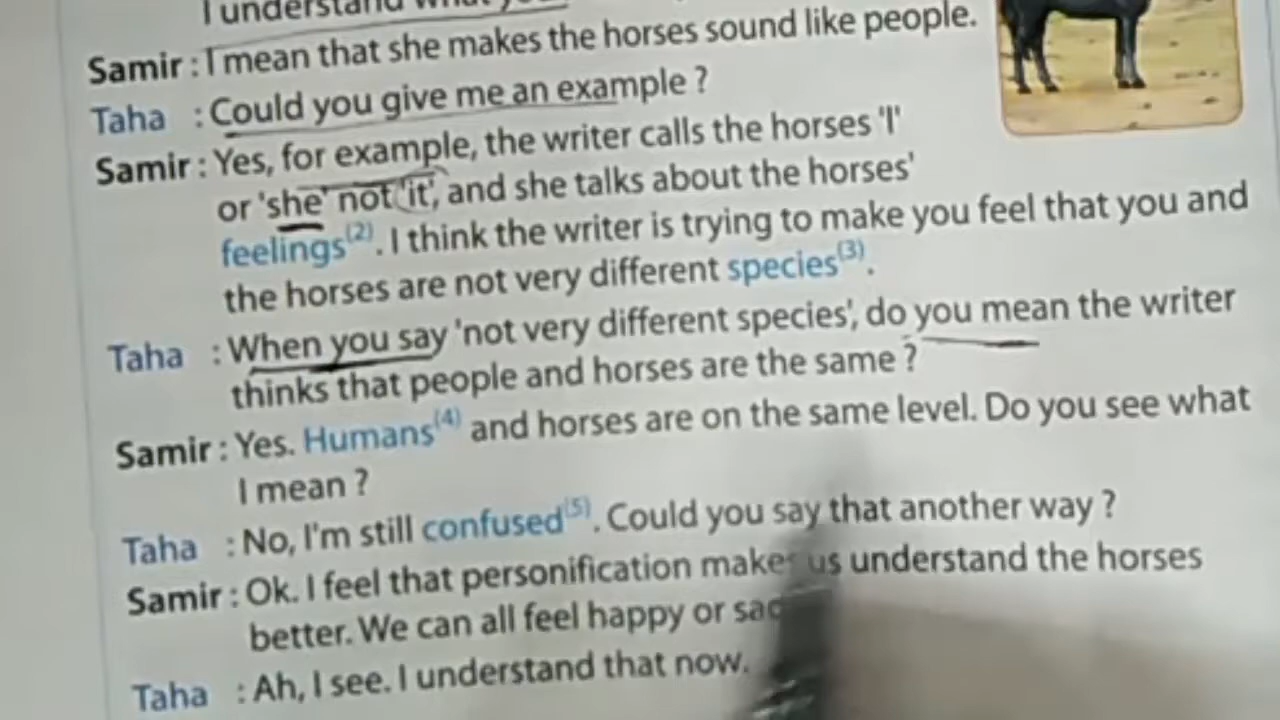 I understand what you
Samir : I mean that she makes the horses sound like people.
Taha : Could you give me an example ?
Samir : Yes, for example, the writer calls the horses 'I'
or 'she' not 'it', and she talks about the horses'
feelings(2). I think the writer is trying to make you feel that you and
the horses are not very different species(3).
Taha : When you say 'not very different species', do you mean the writer
thinks that people and horses are the same ?
Samir : Yes. Humans(4) and horses are on the same level. Do you see what
I mean ?
Taha : No, I'm still confused(5). Could you say that another way ?
Samir : Ok. I feel that personification makes us understand the horses
better. We can all feel happy or sad
Taha : Ah, I see. I understand that now.